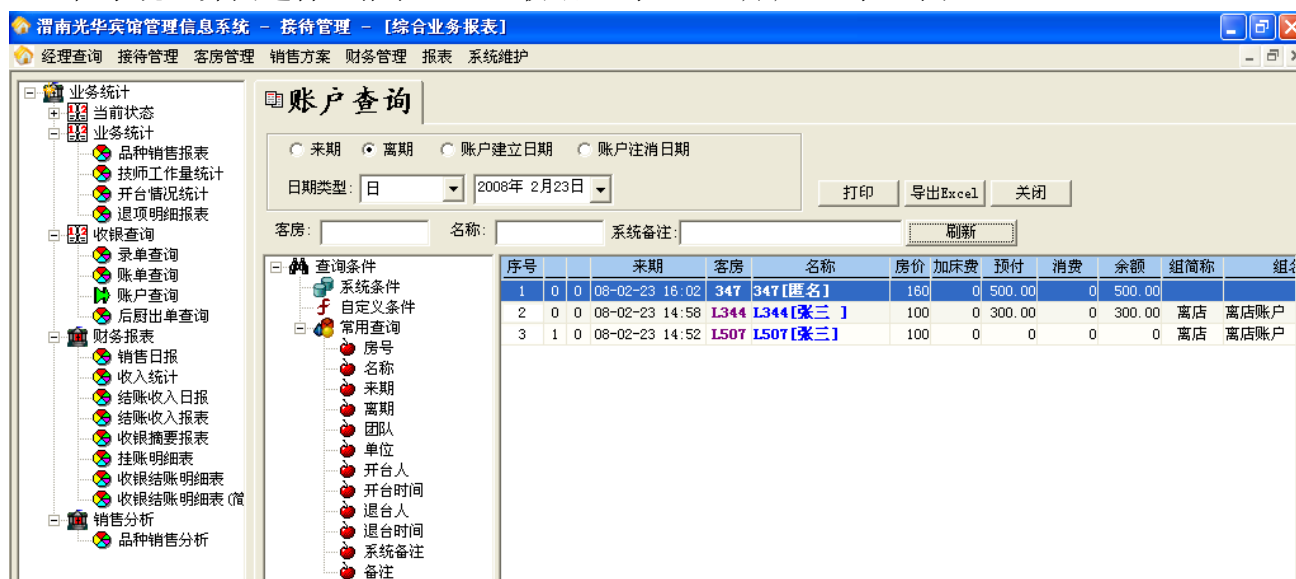 渭南光华宾馆管理信息系统 - 接待管理 - [综合业务报表]
经理查询 接待管理 客房管理 销售方案 财务管理 报表 系统维护
业务统计
当前状态
业务统计
品种销售报表
技师工作量统计
开台情况统计
退项明细报表
收银查询
录单查询
账单查询
账户查询
后厨出单查询
财务报表
销售日报
收入统计
结账收入日报
结账收入报表
收银摘要报表
挂账明细表
收银结账明细表
收银结账明细表(简
销售分析
品种销售分析
账户查询
来期 离期 账户建立日期 账户注消日期
日期类型: 日 2008年 2月23日 打印 导出Excel 关闭
客房: 名称: 系统备注: 刷新
查询条件
系统条件
自定义条件
常用查询
房号
名称
来期
离期
团队
单位
开台人
开台时间
退台人
退台时间
系统备注
备注
序号 来期 客房 名称 房价 加床费 预付 消费 余额 组简称 组名
1 0 0 08-02-23 16:02 347 347[匿名] 160 0 500.00 0 500.00
2 0 0 08-02-23 14:58 L344 L344[张三 ] 100 0 300.00 0 300.00 离店 离店账户
3 1 0 08-02-23 14:52 L507 L507[张三] 100 0 0 0 0 离店 离店账户